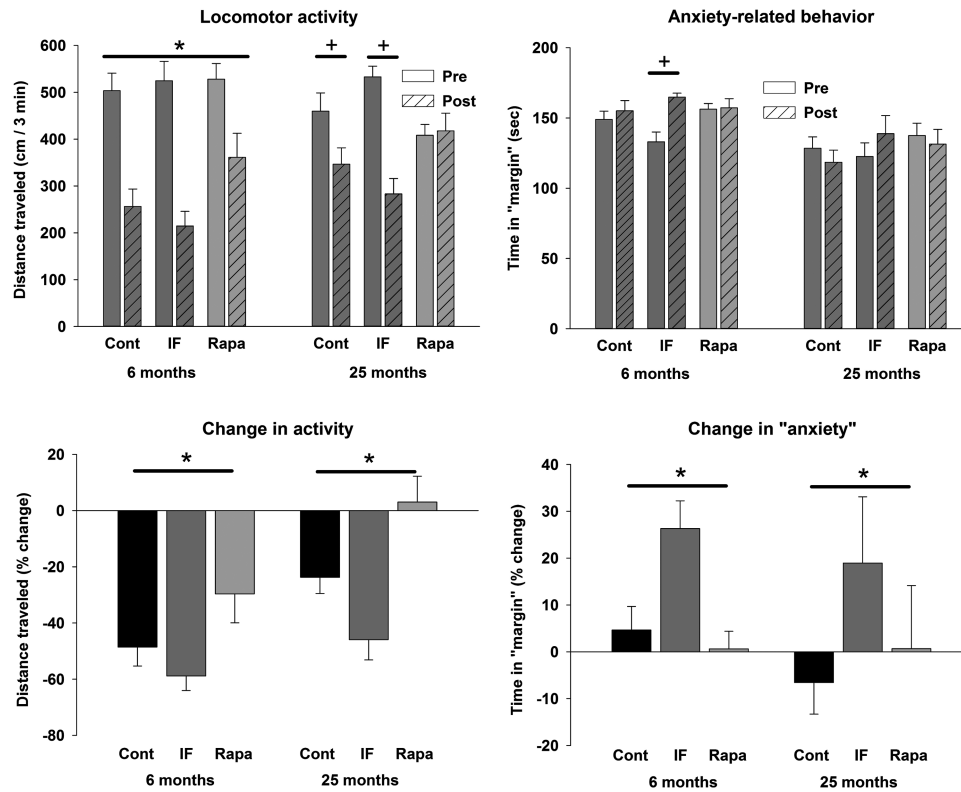 Locomotor activity
Distance traveled (cm / 3 min)
600
500
400
300
200
100
0
*
+
+
Pre
Post
Cont IF Rapa
Cont IF Rapa
6 months
25 months
Anxiety-related behavior
Time in "margin" (sec)
200
150
100
50
0
+
Pre
Post
Cont IF Rapa
Cont IF Rapa
6 months
25 months
Change in activity
Distance traveled (% change)
20
0
-20
-40
-60
-80
*
*
Cont IF Rapa
Cont IF Rapa
6 months
25 months
Change in "anxiety"
Time in "margin" (% change)
40
30
20
10
0
-10
-20
*
*
Cont IF Rapa
Cont IF Rapa
6 months
25 months